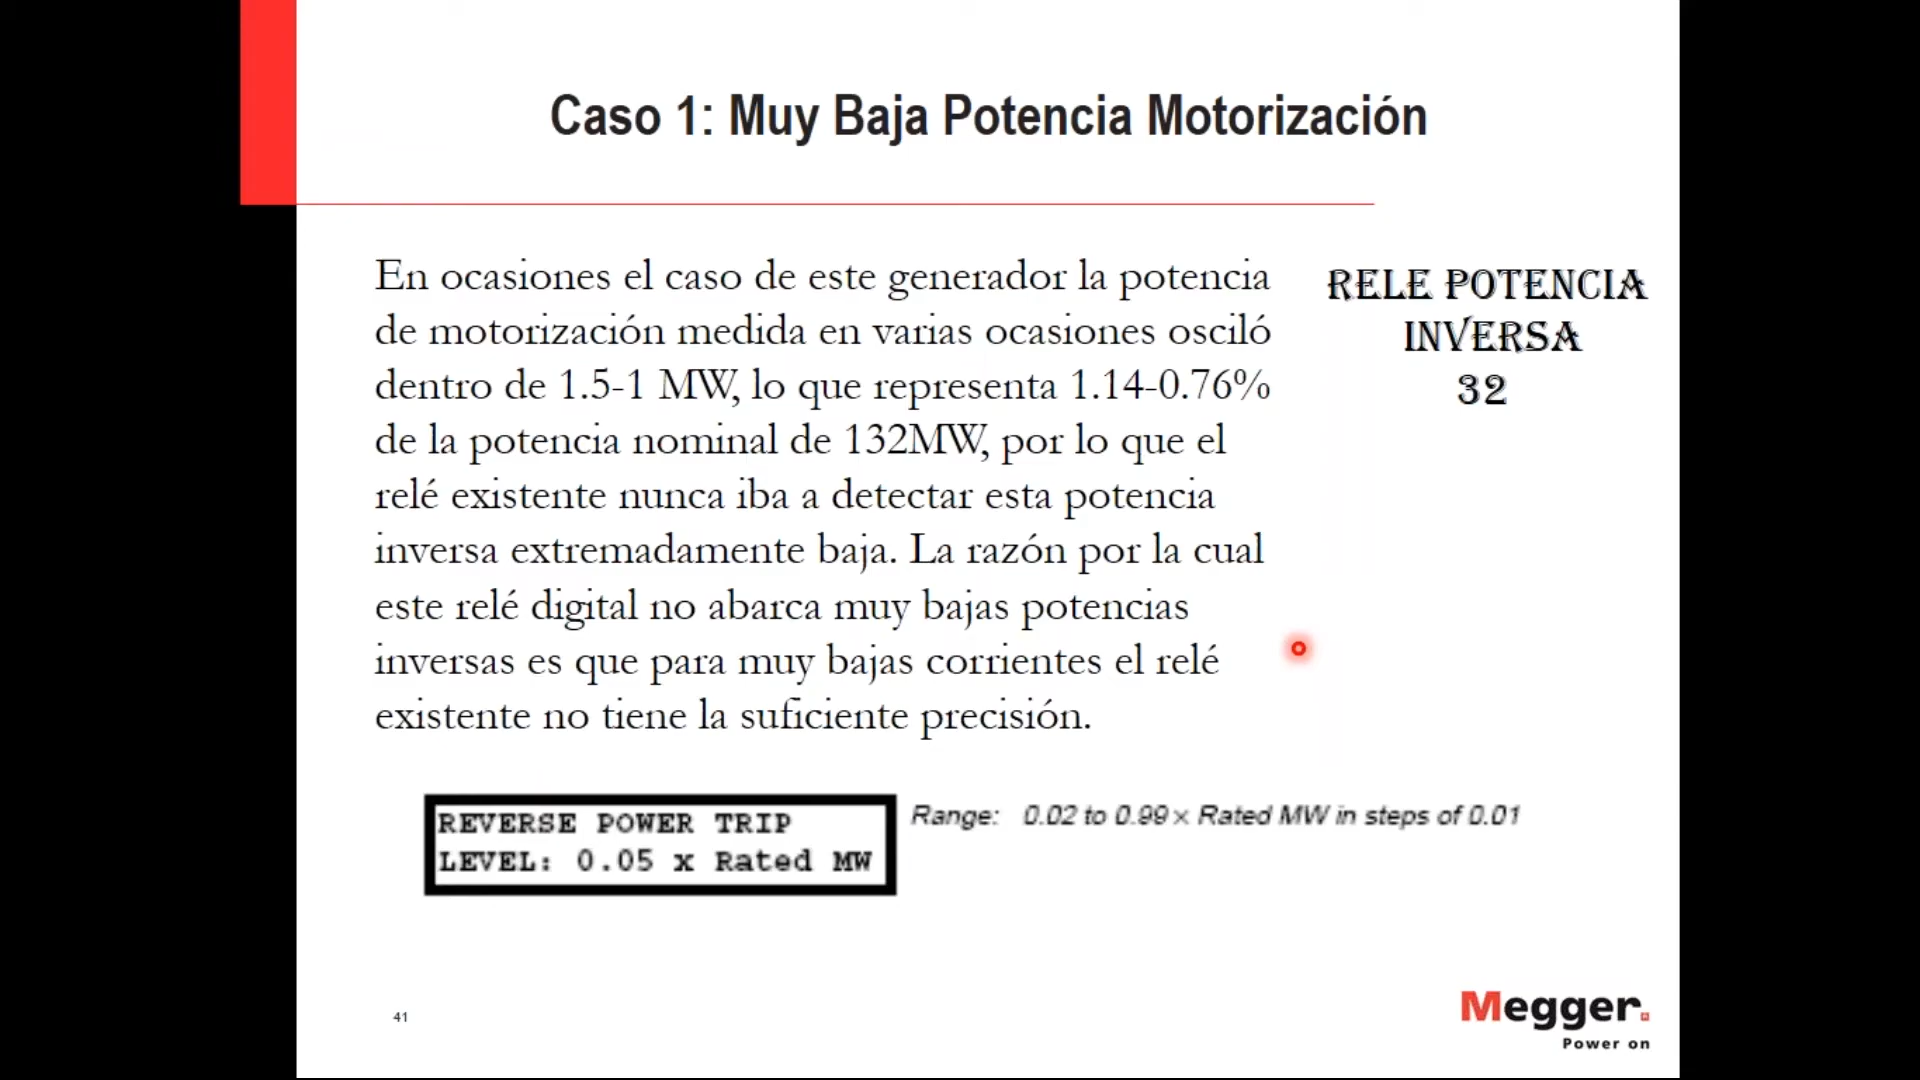 Caso 1: Muy Baja Potencia Motorización
En ocasiones el caso de este generador la potencia
de motorización medida en varias ocasiones osciló
dentro de 1.5-1 MW, lo que representa 1.14-0.76%
de la potencia nominal de 132MW, por lo que el
relé existente nunca iba a detectar esta potencia
inversa extremadamente baja. La razón por la cual
este relé digital no abarca muy bajas potencias
inversas es que para muy bajas corrientes el relé
existente no tiene la suficiente precisión.
RELE POTENCIA
INVERSA
32
REVERSE POWER TRIP
LEVEL: 0.05 x Rated MW
Range: 0.02 to 0.99 × Rated MW in steps of 0.01
41
Megger.
Power on